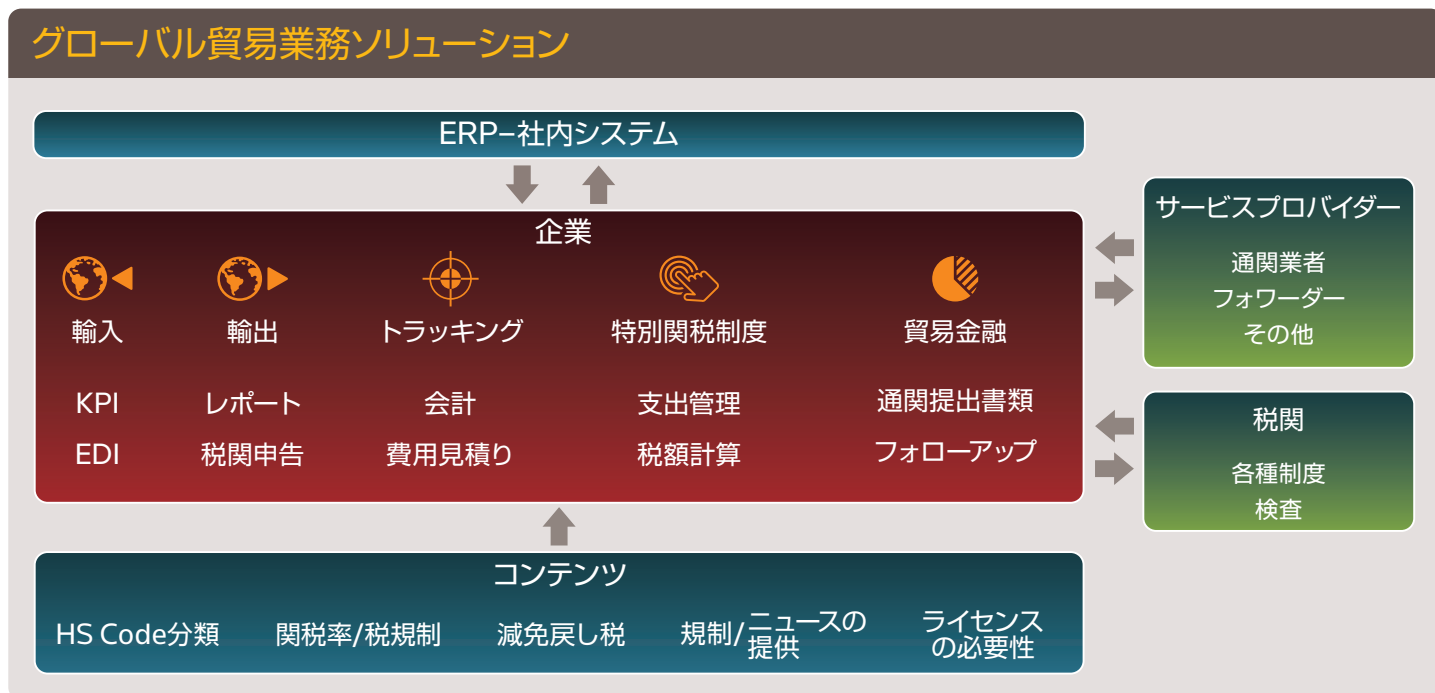 グローバル貿易業務ソリューション
ERP–社内システム
企業
輸入 輸出 トラッキング 特別関税制度 貿易金融
KPI レポート 会計 支出管理 通関提出書類
EDI 税関申告 費用見積り 税額計算 フォローアップ
サービスプロバイダー
通関業者
フォワーダー
その他
税関
各種制度
検査
コンテンツ
HS Code分類 関税率/税規制 減免戻し税 規制/ニュースの提供 ライセンスの必要性